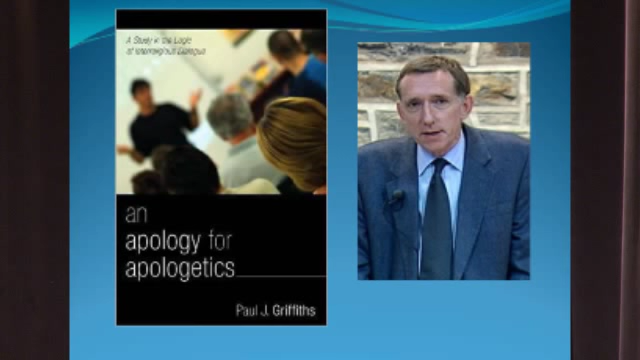 A Study in the Logic
of Interreligious Dialogue
an
apology for
apologetics
Paul J. Griffiths